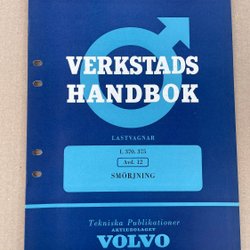 VERKSTADS
HANDBOK
LASTVAGNAR
L 370, 375
Avd. 12
SMÖRJNING
Tekniska Publikationer
AKTIEBOLAGET
VOLVO